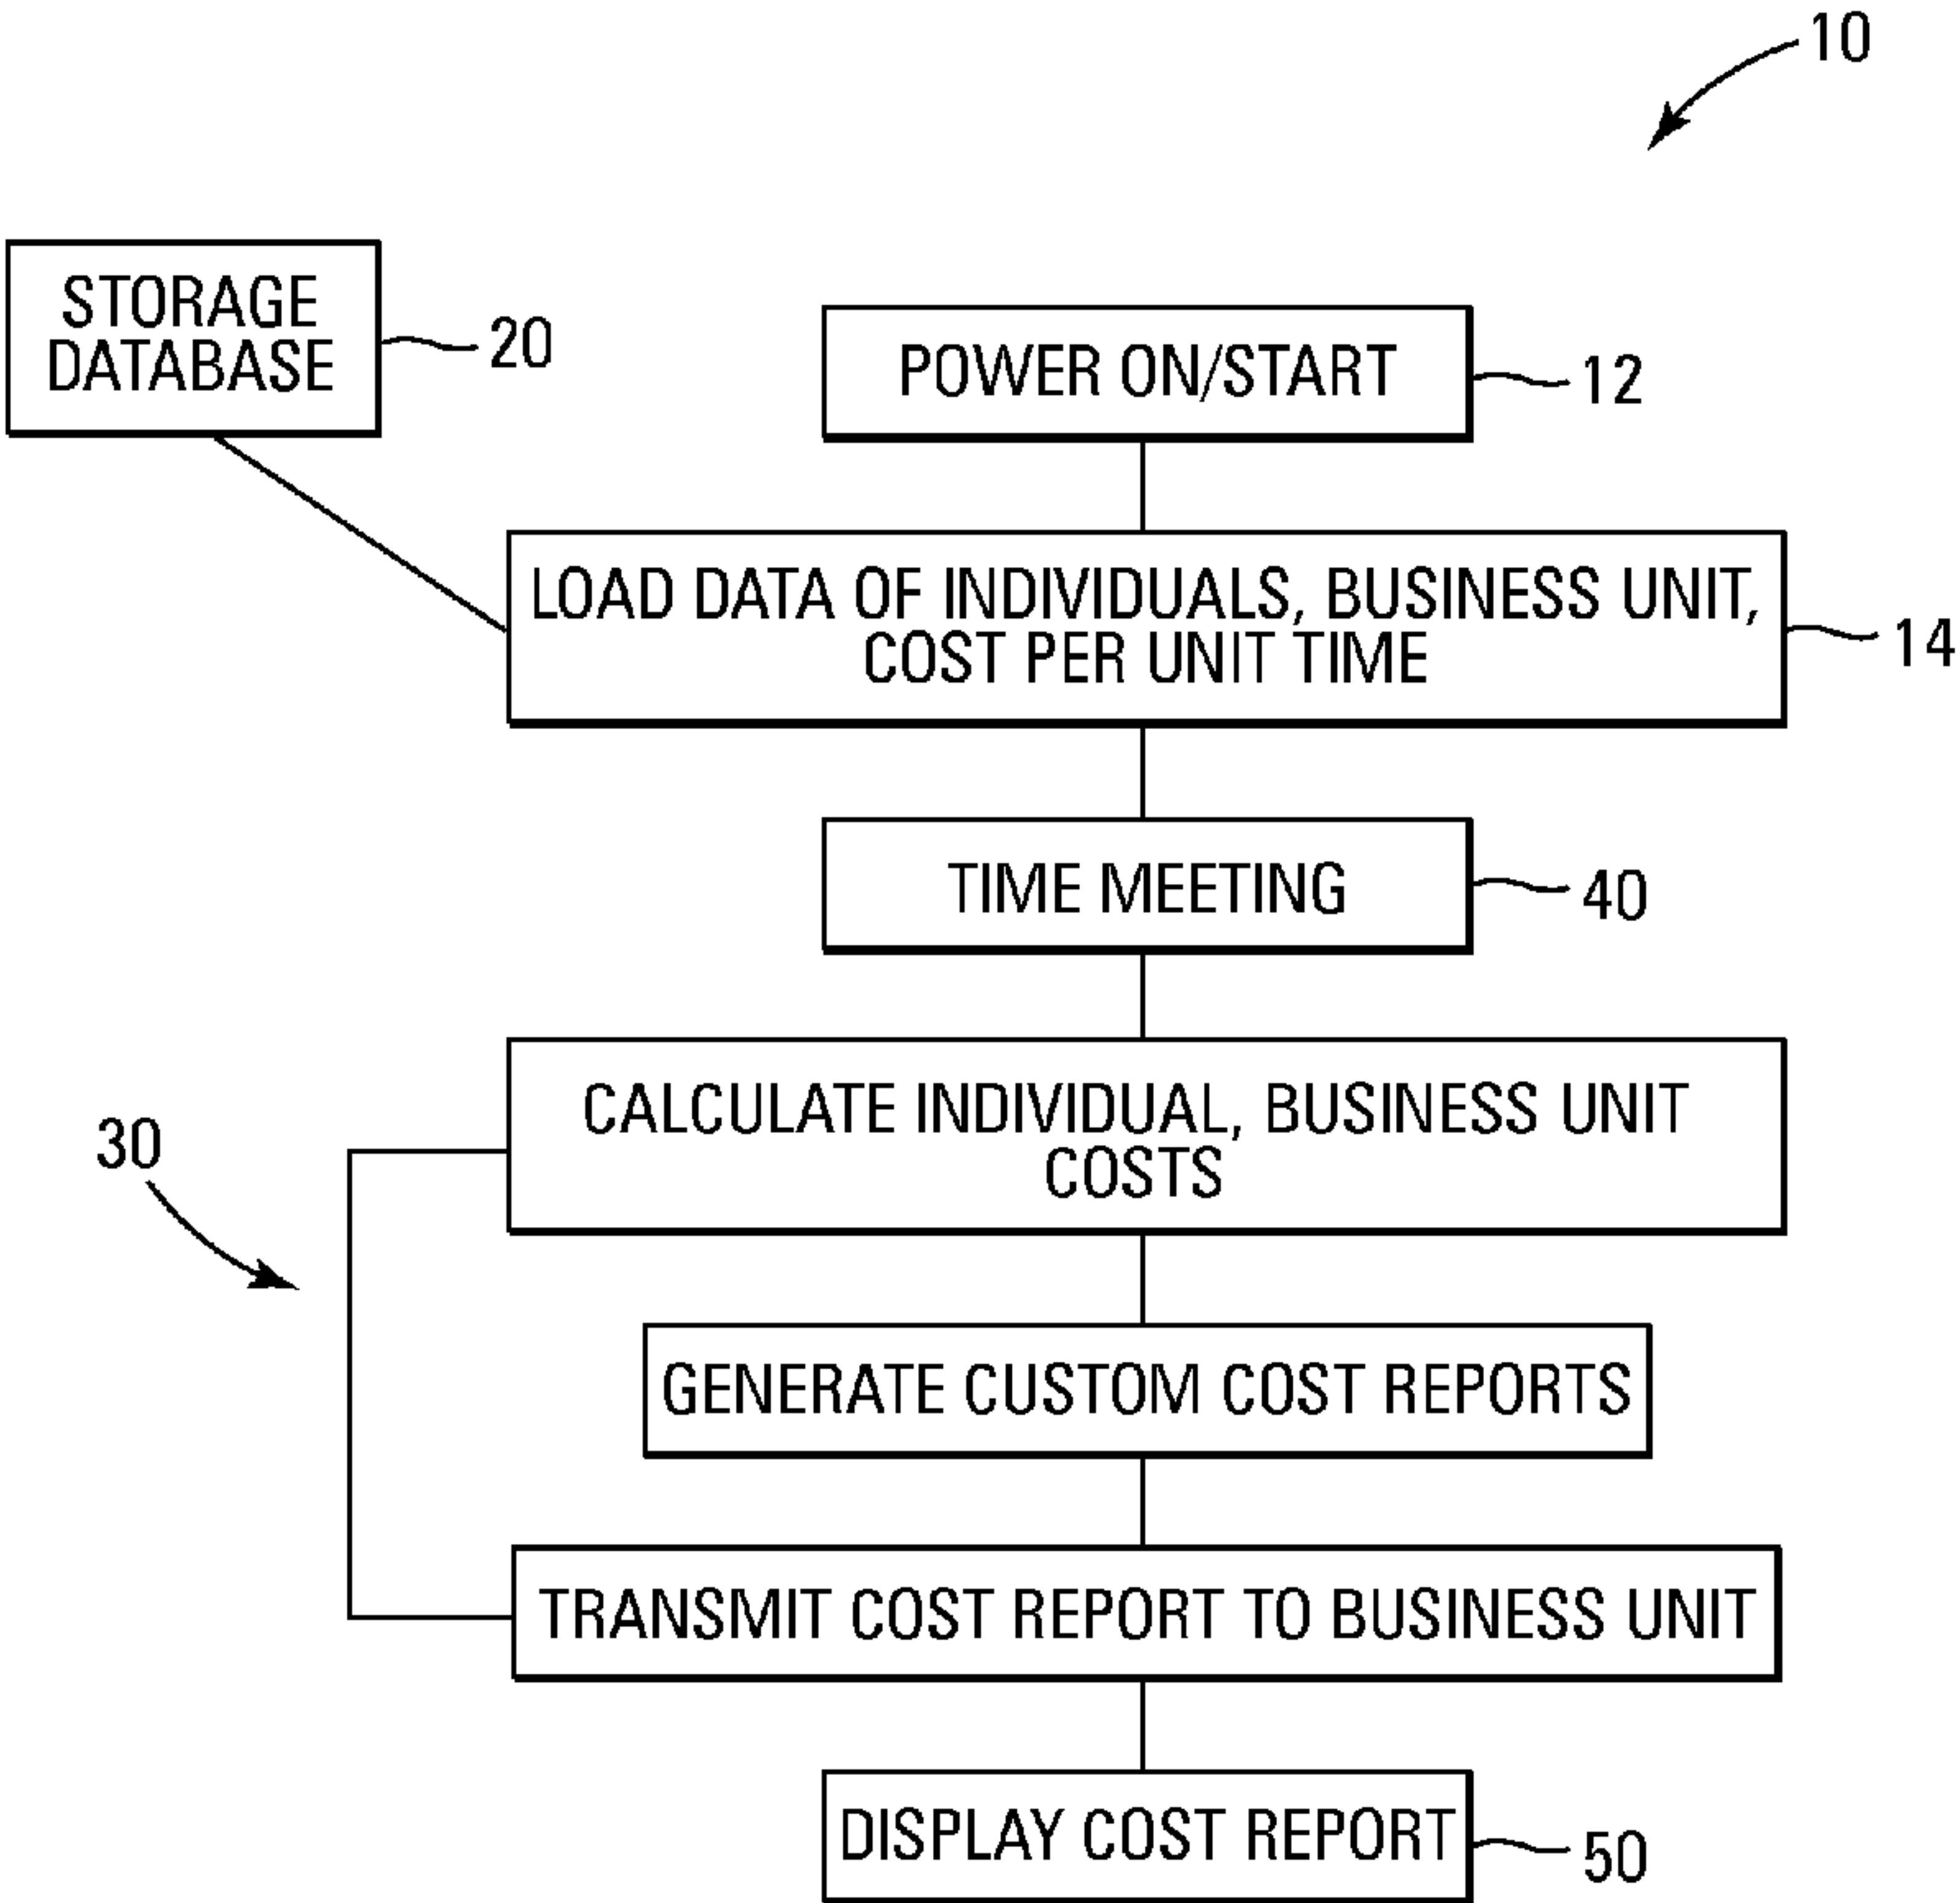 10
STORAGE
DATABASE
20
POWER ON/START
12
LOAD DATA OF INDIVIDUALS, BUSINESS UNIT,
COST PER UNIT TIME
14
TIME MEETING
40
CALCULATE INDIVIDUAL, BUSINESS UNIT
COSTS
30
GENERATE CUSTOM COST REPORTS
TRANSMIT COST REPORT TO BUSINESS UNIT
DISPLAY COST REPORT
50